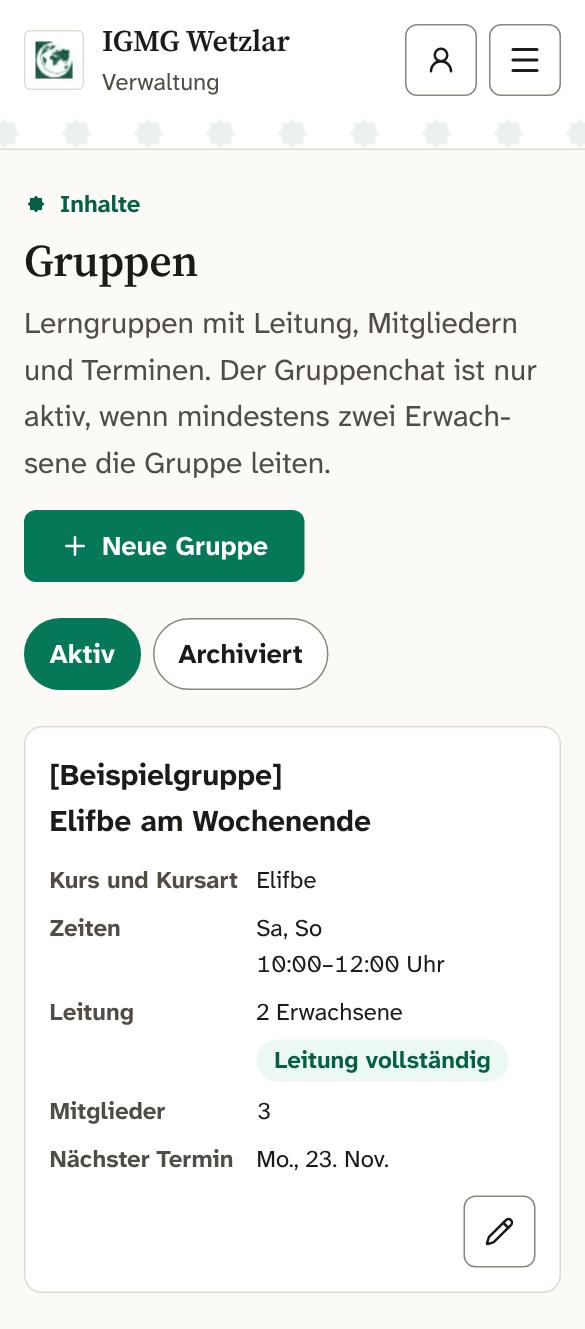 IGMG Wetzlar
Verwaltung
Inhalte
Gruppen
Lerngruppen mit Leitung, Mitgliedern
und Terminen. Der Gruppenchat ist nur
aktiv, wenn mindestens zwei Erwach-
sene die Gruppe leiten.
+ Neue Gruppe
Aktiv Archiviert
[Beispielgruppe]
Elifbe am Wochenende
Kurs und Kursart Elifbe
Zeiten Sa, So
10:00–12:00 Uhr
Leitung 2 Erwachsene
Leitung vollständig
Mitglieder 3
Nächster Termin Mo., 23. Nov.